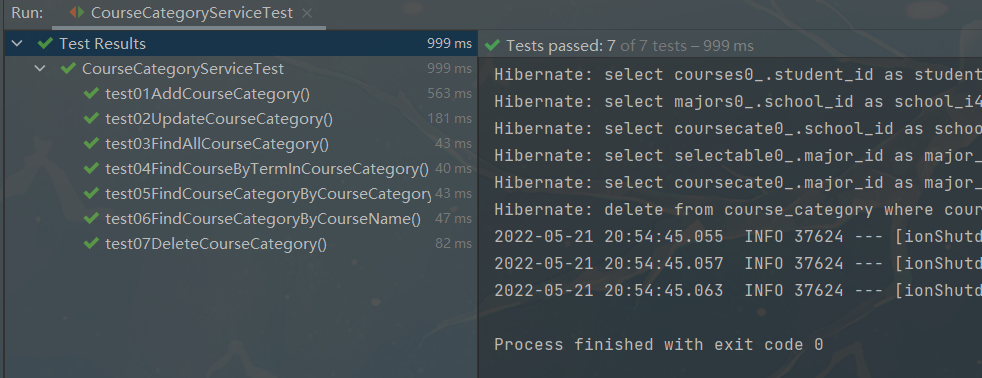 Run: CourseCategoryServiceTest
Test Results 999 ms
CourseCategoryServiceTest 999 ms
test01AddCourseCategory() 563 ms
test02UpdateCourseCategory() 181 ms
test03FindAllCourseCategory() 43 ms
test04FindCourseByTermInCourseCategory() 40 ms
test05FindCourseCategoryByCourseCategory 43 ms
test06FindCourseCategoryByCourseName() 47 ms
test07DeleteCourseCategory() 82 ms
Tests passed: 7 of 7 tests – 999 ms
Hibernate: select courses0_.student_id as student
Hibernate: select majors0_.school_id as school_i4
Hibernate: select coursecate0_.school_id as schoo
Hibernate: select selectable0_.major_id as major_
Hibernate: select coursecate0_.major_id as major_
Hibernate: delete from course_category where cour
2022-05-21 20:54:45.055 INFO 37624 --- [ionShutd
2022-05-21 20:54:45.057 INFO 37624 --- [ionShutd
2022-05-21 20:54:45.063 INFO 37624 --- [ionShutd
Process finished with exit code 0